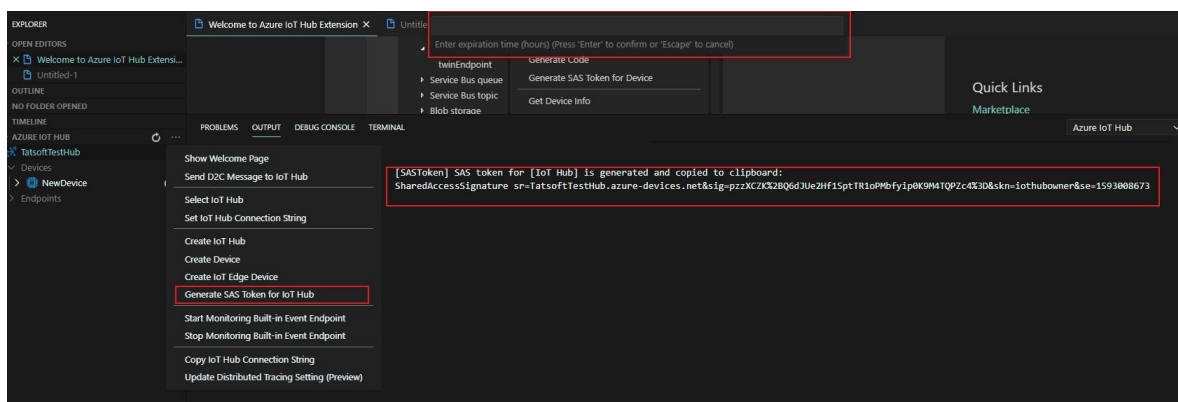 EXPLORER
OPEN EDITORS
Welcome to Azure IoT Hub Extensi...
Untitled-1
OUTLINE
NO FOLDER OPENED
TIMELINE
AZURE IOT HUB
TatsoftTestHub
Devices
NewDevice
Endpoints
Welcome to Azure IoT Hub Extension
Untitle
Enter expiration time (hours) (Press 'Enter' to confirm or 'Escape' to cancel)
twinEndpoint
Service Bus queue
Service Bus topic
Blob storage
Generate Code
Generate SAS Token for Device
Get Device Info
Quick Links
Marketplace
PROBLEMS OUTPUT DEBUG CONSOLE TERMINAL
Azure IoT Hub
Show Welcome Page
Send D2C Message to IoT Hub
Select IoT Hub
Set IoT Hub Connection String
Create IoT Hub
Create Device
Create IoT Edge Device
Generate SAS Token for IoT Hub
Start Monitoring Built-in Event Endpoint
Stop Monitoring Built-in Event Endpoint
Copy IoT Hub Connection String
Update Distributed Tracing Setting (Preview)
[SASToken] SAS token for [IoT Hub] is generated and copied to clipboard:
SharedAccessSignature sr=TatsoftTestHub.azure-devices.net&sig=pzzXCZK%2BQ6dJUe2Hf1SptTR1oPMbfyip0K9M4TQPZc4%3D&skn=iothubowner&se=1593008673